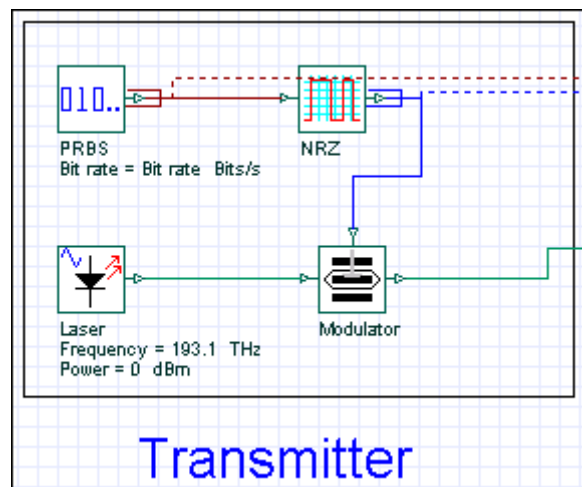 010..
PRBS
Bit rate = Bit rate Bits/s
NRZ
Laser
Frequency = 193.1 THz
Power = 0 dBm
Modulator
Transmitter